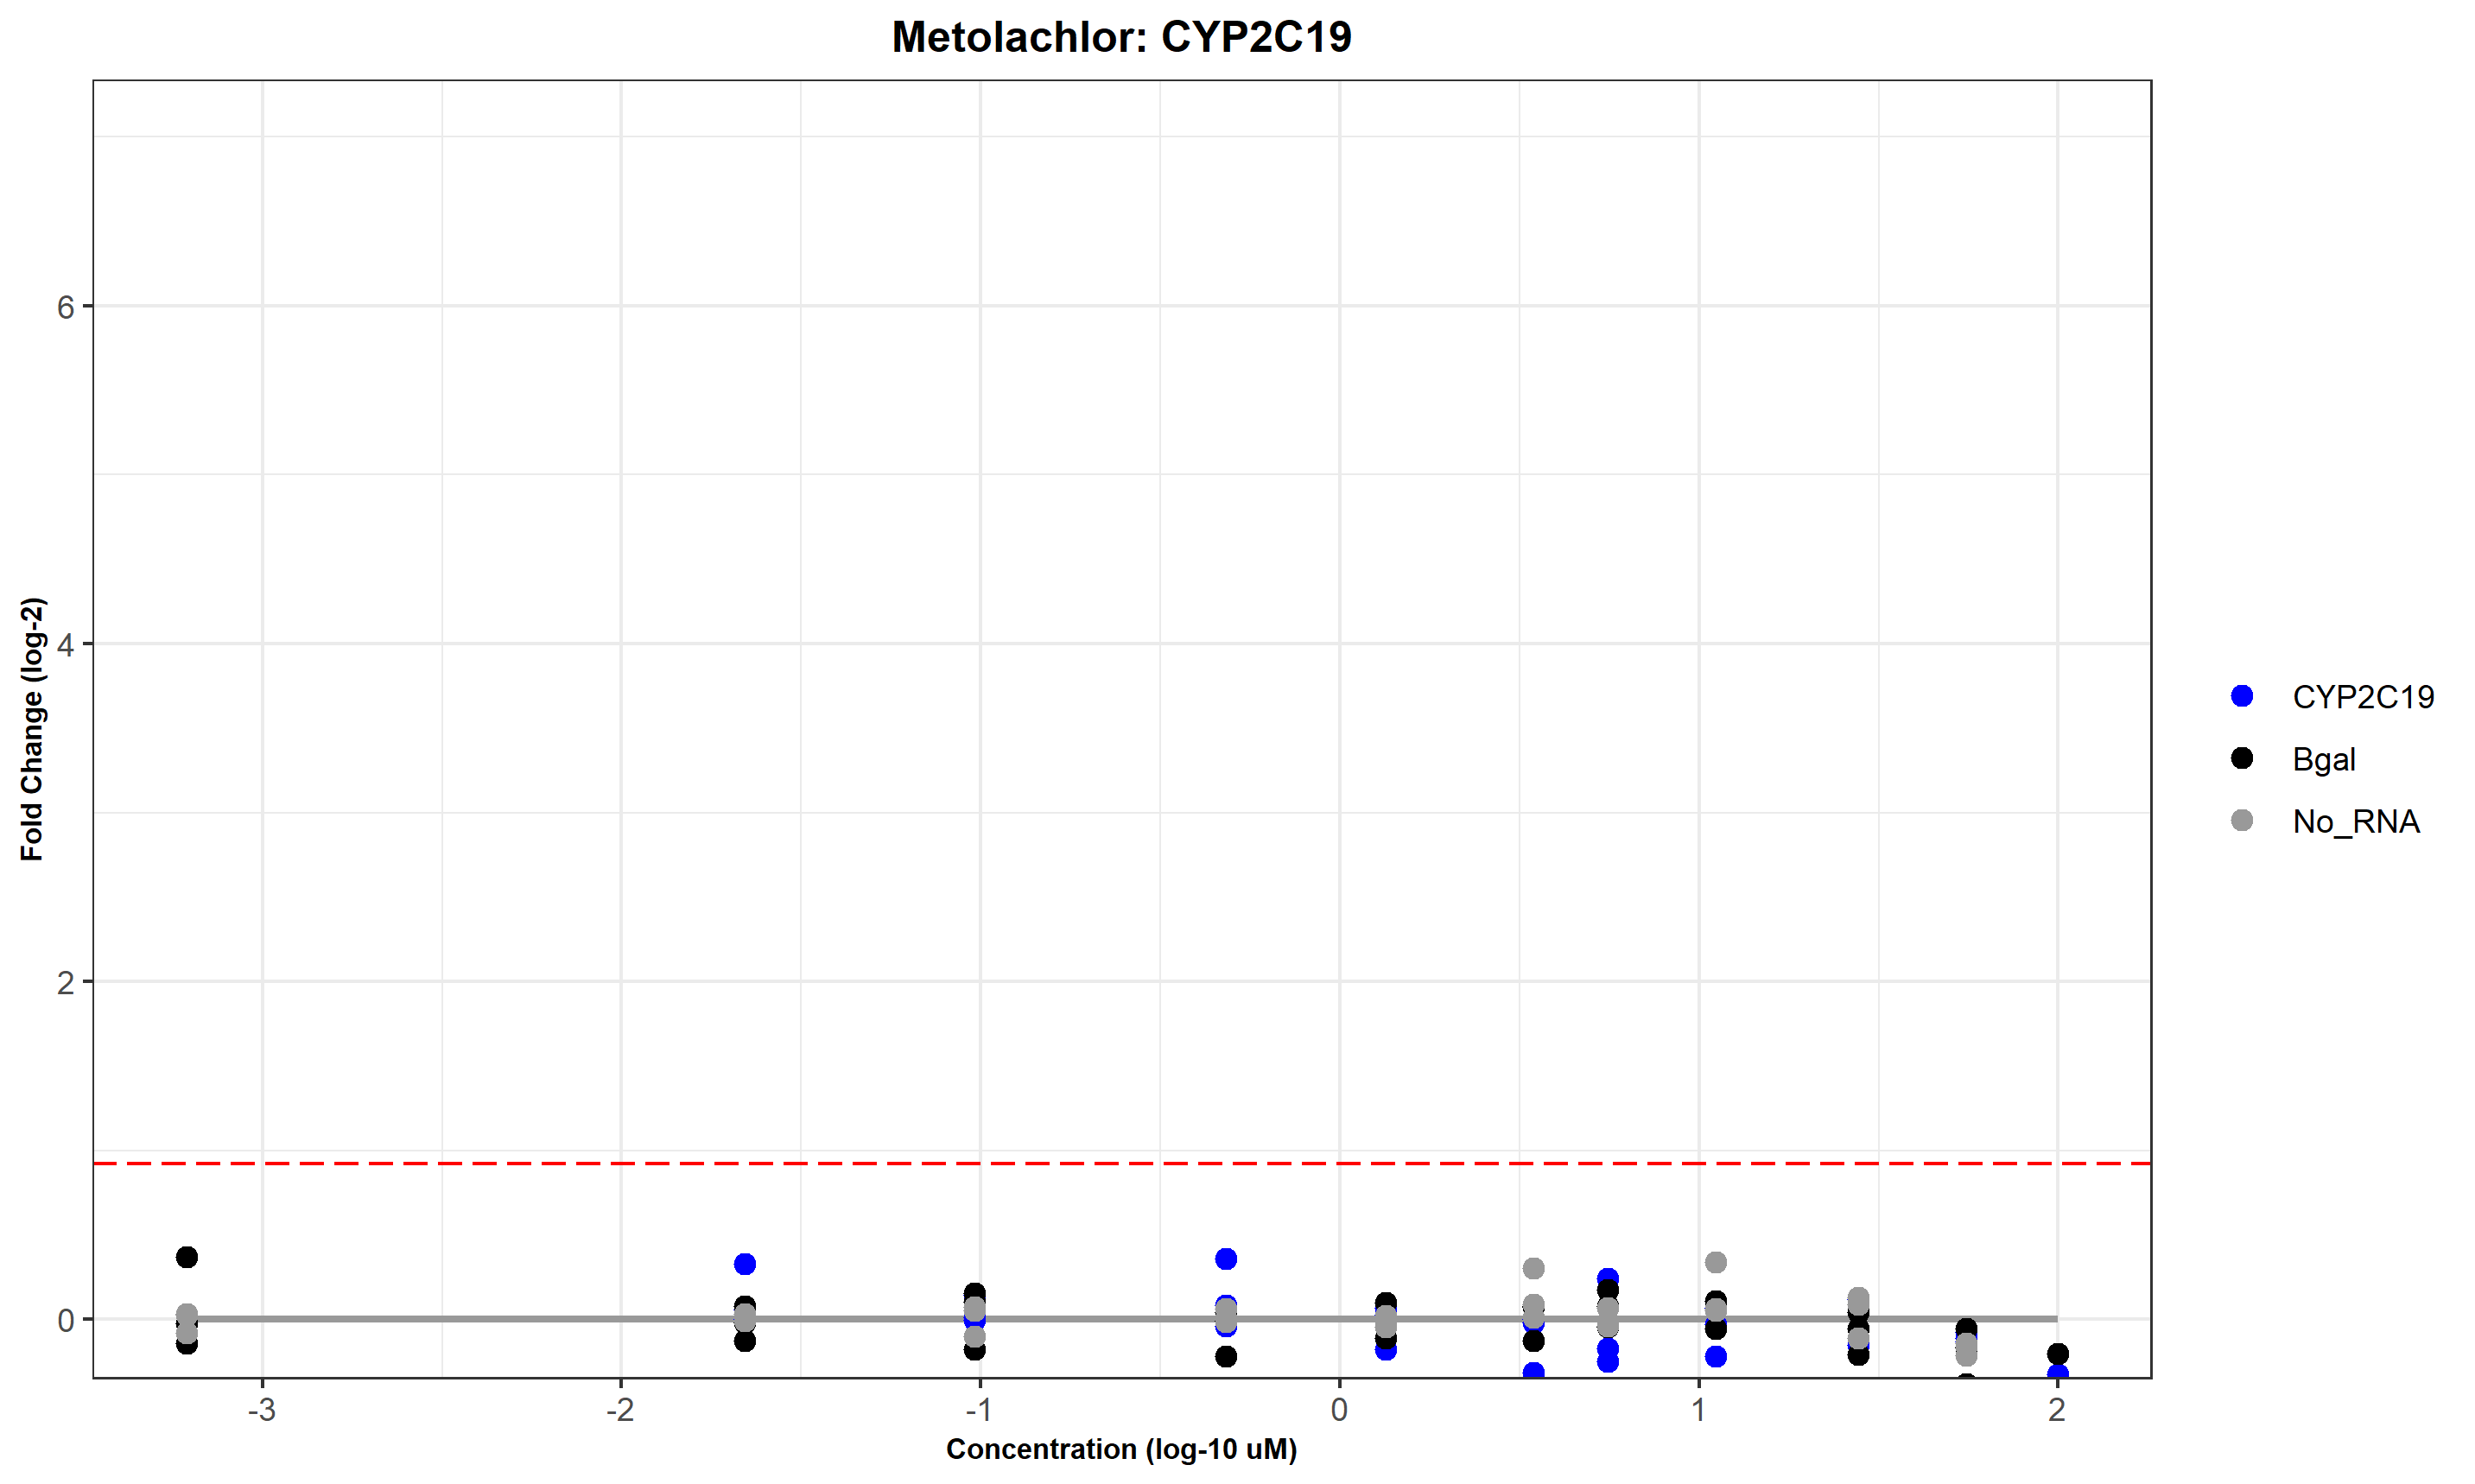 Metolachlor: CYP2C19
Fold Change (log-2)
6
4
2
0
-3
-2
-1
0
1
2
Concentration (log-10 uM)
CYP2C19
Bgal
No_RNA